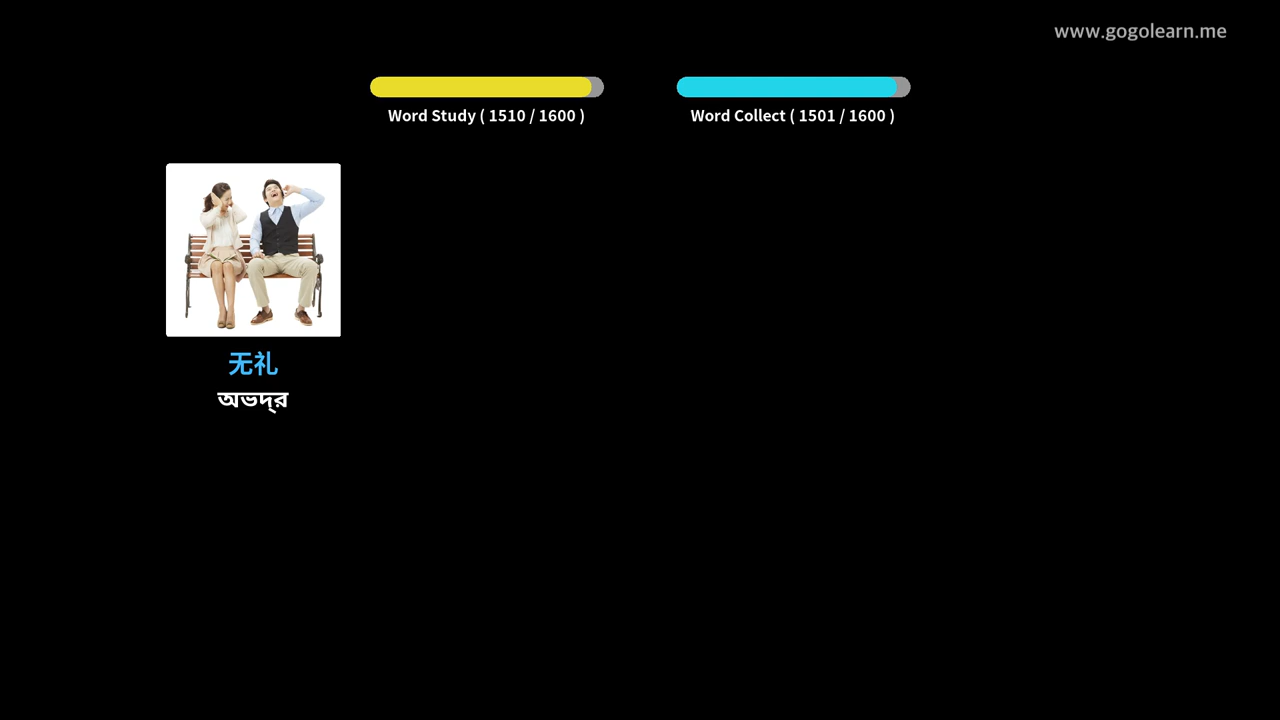 www.gogolearn.me
Word Study ( 1510 / 1600 )
Word Collect ( 1501 / 1600 )
无礼
অভদ্র